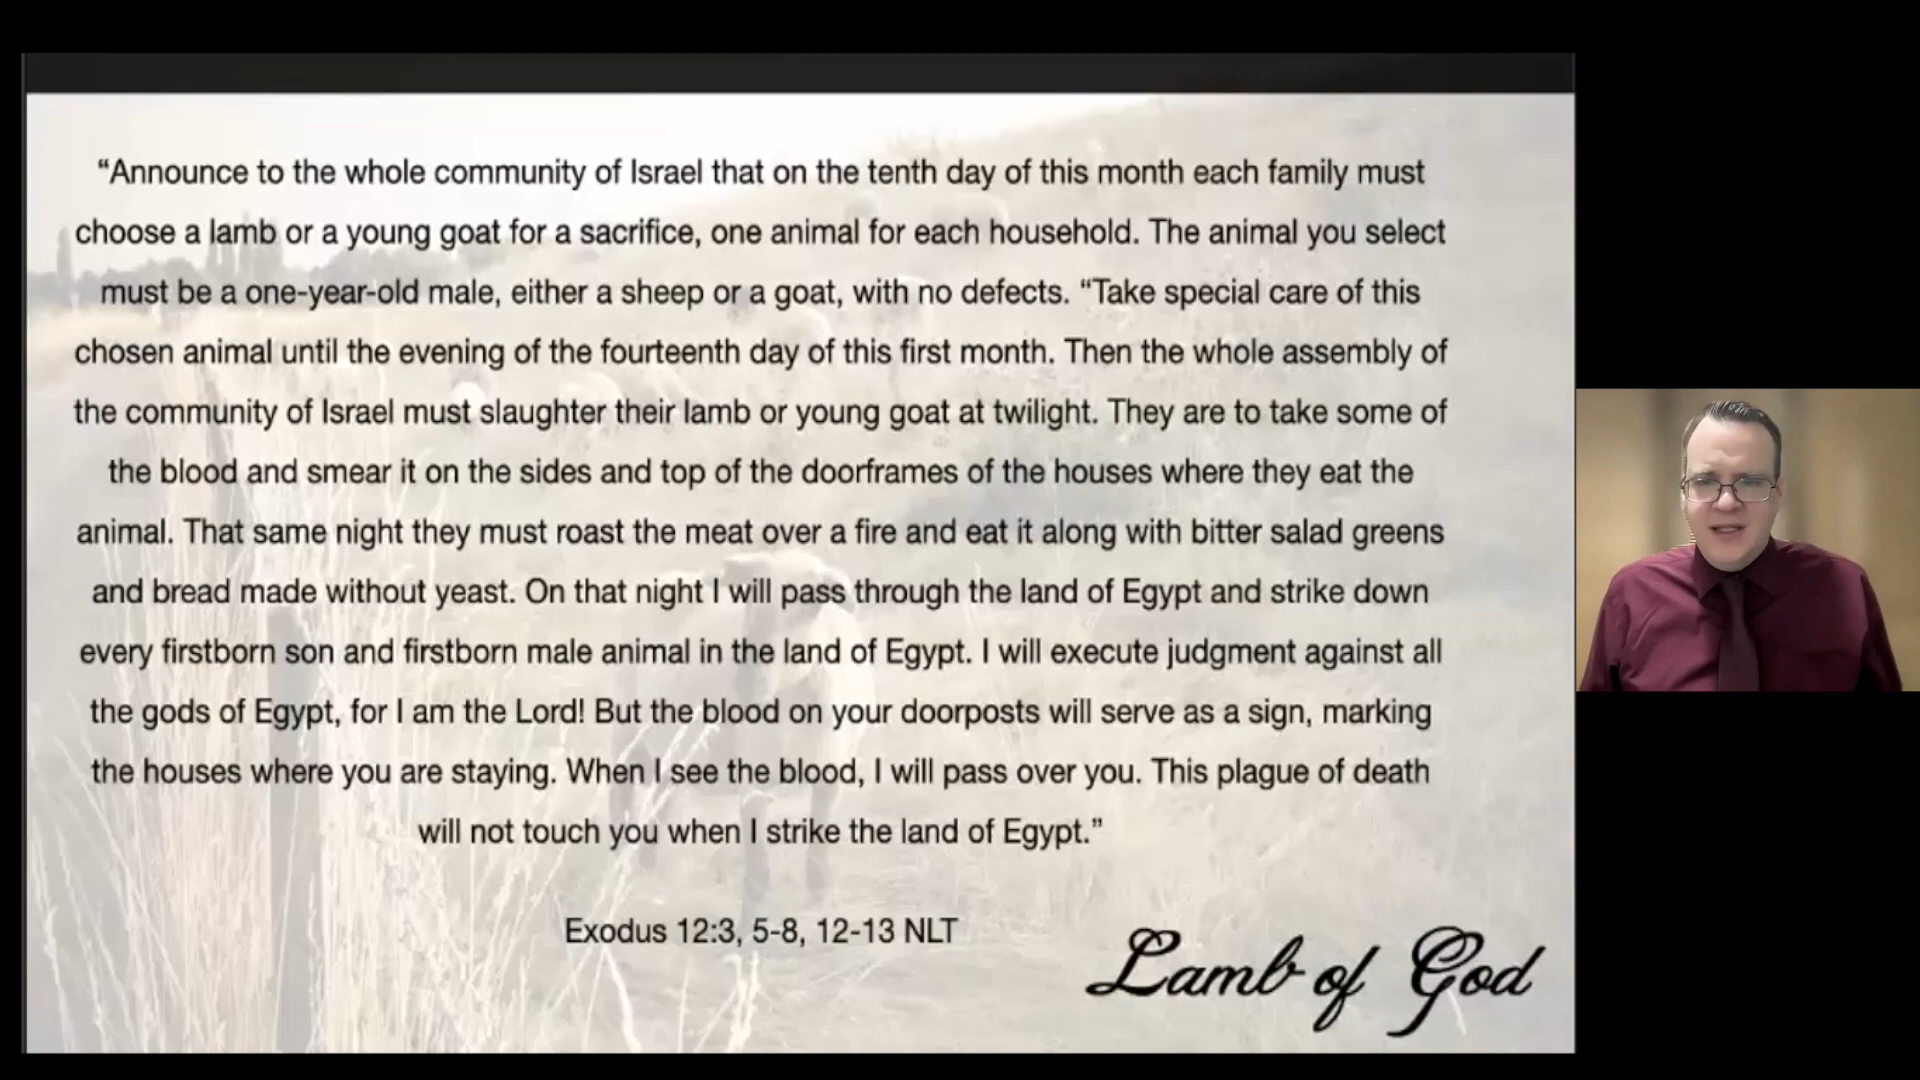 “Announce to the whole community of Israel that on the tenth day of this month each family must
choose a lamb or a young goat for a sacrifice, one animal for each household. The animal you select
must be a one-year-old male, either a sheep or a goat, with no defects. “Take special care of this
chosen animal until the evening of the fourteenth day of this first month. Then the whole assembly of
the community of Israel must slaughter their lamb or young goat at twilight. They are to take some of
the blood and smear it on the sides and top of the doorframes of the houses where they eat the
animal. That same night they must roast the meat over a fire and eat it along with bitter salad greens
and bread made without yeast. On that night I will pass through the land of Egypt and strike down
every firstborn son and firstborn male animal in the land of Egypt. I will execute judgment against all
the gods of Egypt, for I am the Lord! But the blood on your doorposts will serve as a sign, marking
the houses where you are staying. When I see the blood, I will pass over you. This plague of death
will not touch you when I strike the land of Egypt.”
Exodus 12:3, 5-8, 12-13 NLT
Lamb of God